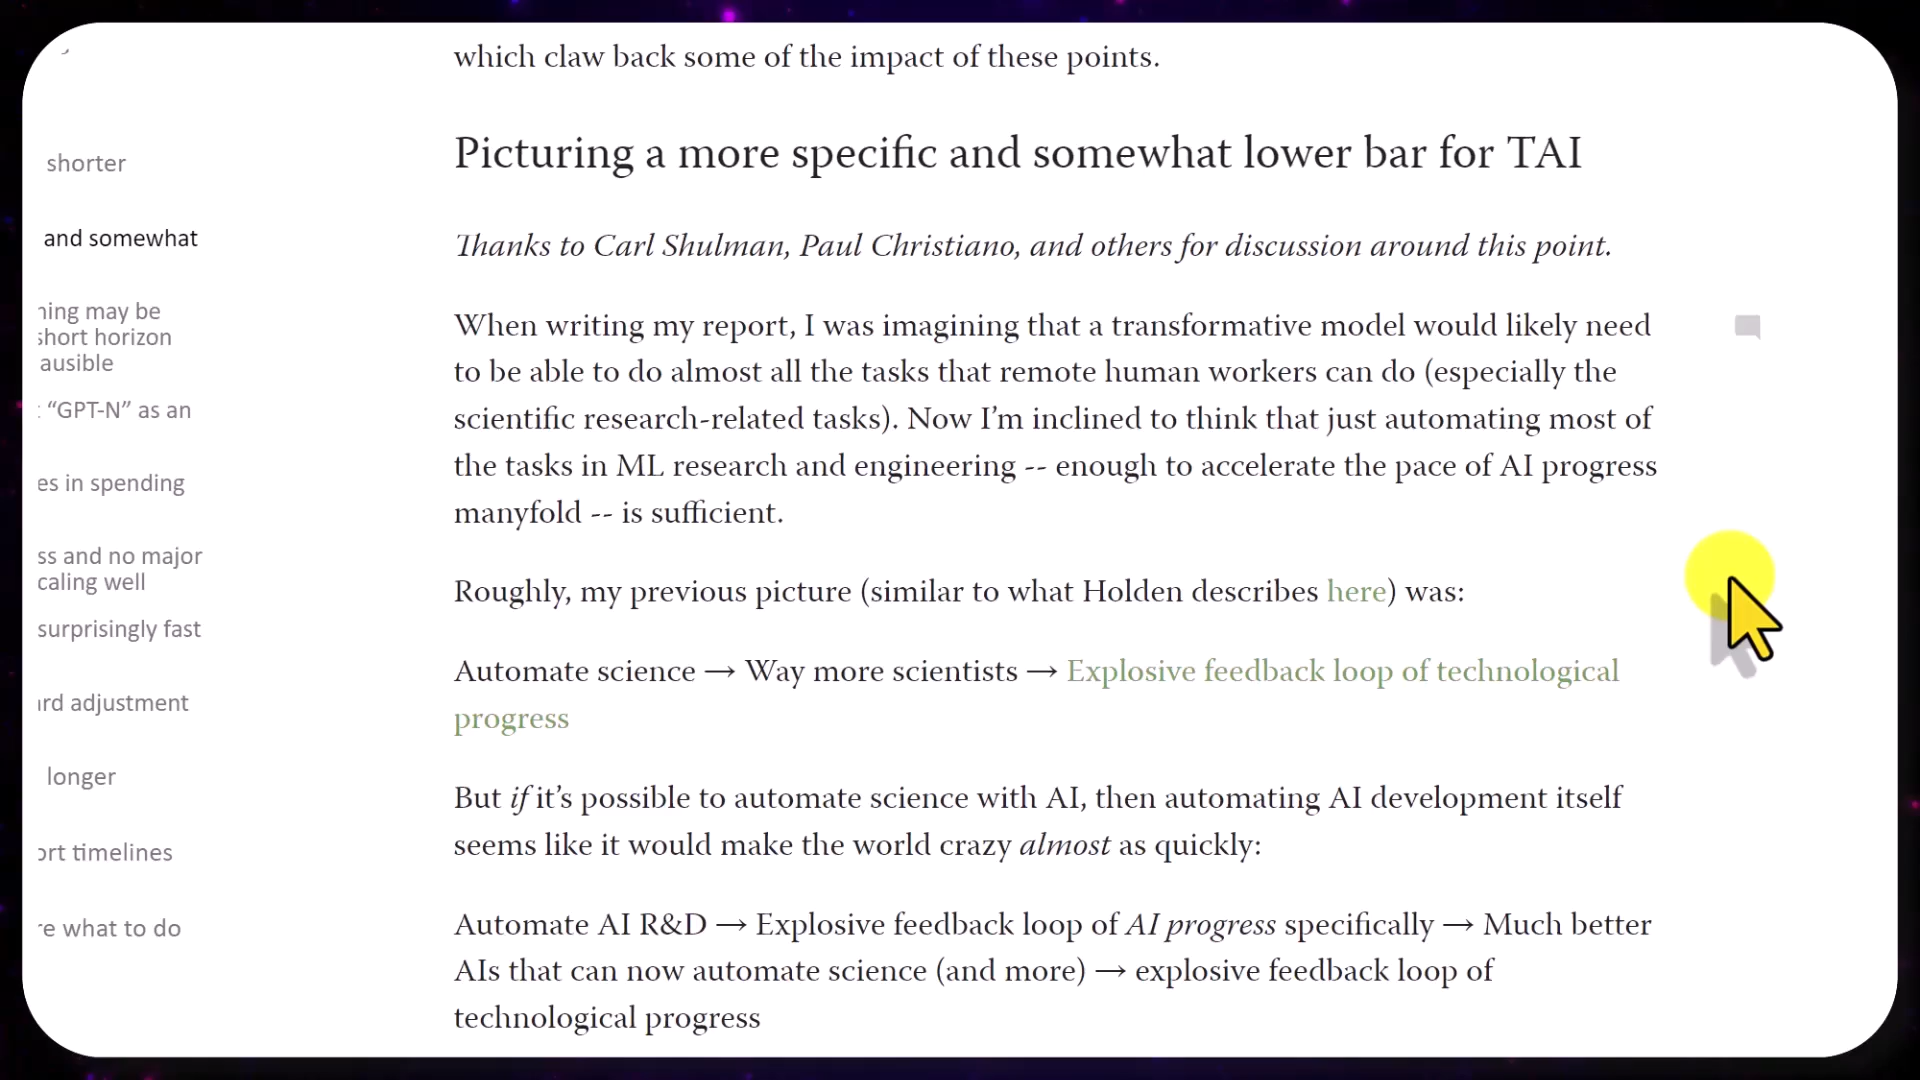 which claw back some of the impact of these points.
Picturing a more specific and somewhat lower bar for TAI
Thanks to Carl Shulman, Paul Christiano, and others for discussion around this point.
When writing my report, I was imagining that a transformative model would likely need
to be able to do almost all the tasks that remote human workers can do (especially the
scientific research-related tasks). Now I’m inclined to think that just automating most of
the tasks in ML research and engineering -- enough to accelerate the pace of AI progress
manyfold -- is sufficient.
Roughly, my previous picture (similar to what Holden describes here) was:
Automate science → Way more scientists → Explosive feedback loop of technological
progress
But if it’s possible to automate science with AI, then automating AI development itself
seems like it would make the world crazy almost as quickly:
Automate AI R&D → Explosive feedback loop of AI progress specifically → Much better
AIs that can now automate science (and more) → explosive feedback loop of
technological progress
shorter
and somewhat
may be
short horizon
“GPT-N” as an
in spending
and no major
well
surprisingly fast
adjustment
longer
timelines
what to do